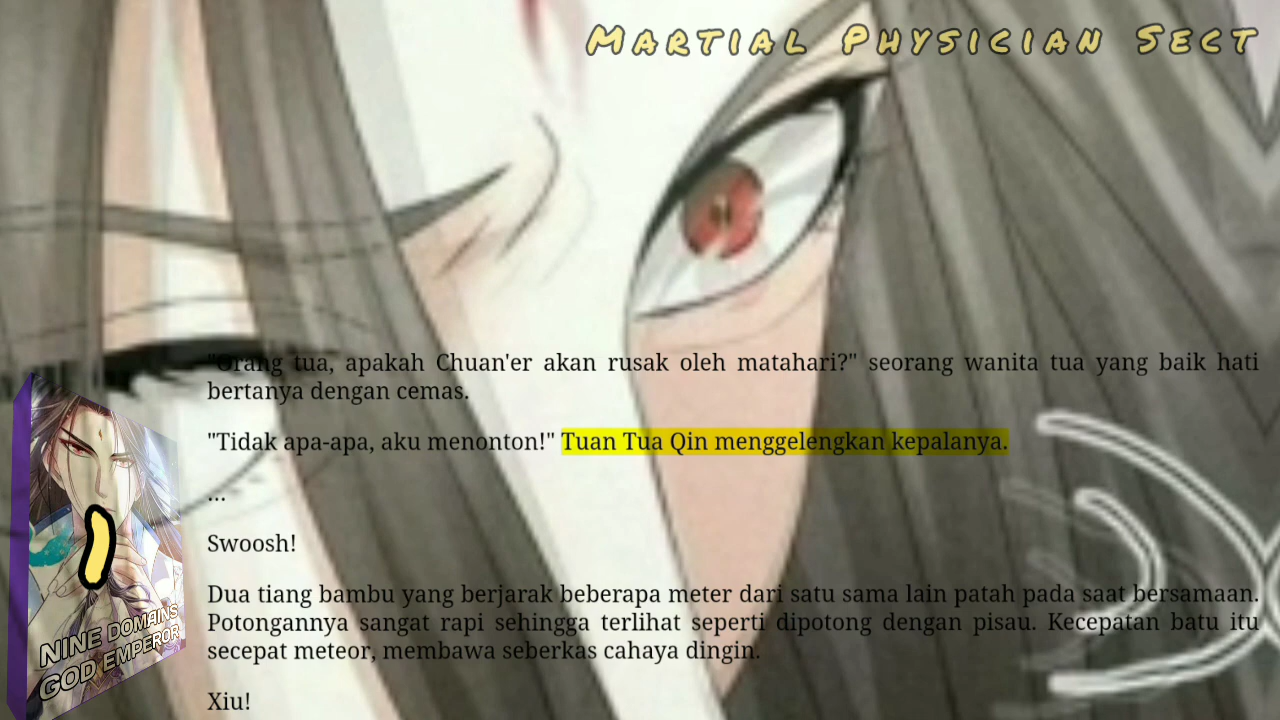 Martial Physician Sect
"Orang tua, apakah Chuan'er akan rusak oleh matahari?" seorang wanita tua yang baik hati
bertanya dengan cemas.
"Tidak apa-apa, aku menonton!" Tuan Tua Qin menggelengkan kepalanya.
...
Swoosh!
Dua tiang bambu yang berjarak beberapa meter dari satu sama lain patah pada saat bersamaan.
Potongannya sangat rapi sehingga terlihat seperti dipotong dengan pisau. Kecepatan batu itu
secepat meteor, membawa seberkas cahaya dingin.
Xiu!
NINE DOMAINS
GOD EMPEROR